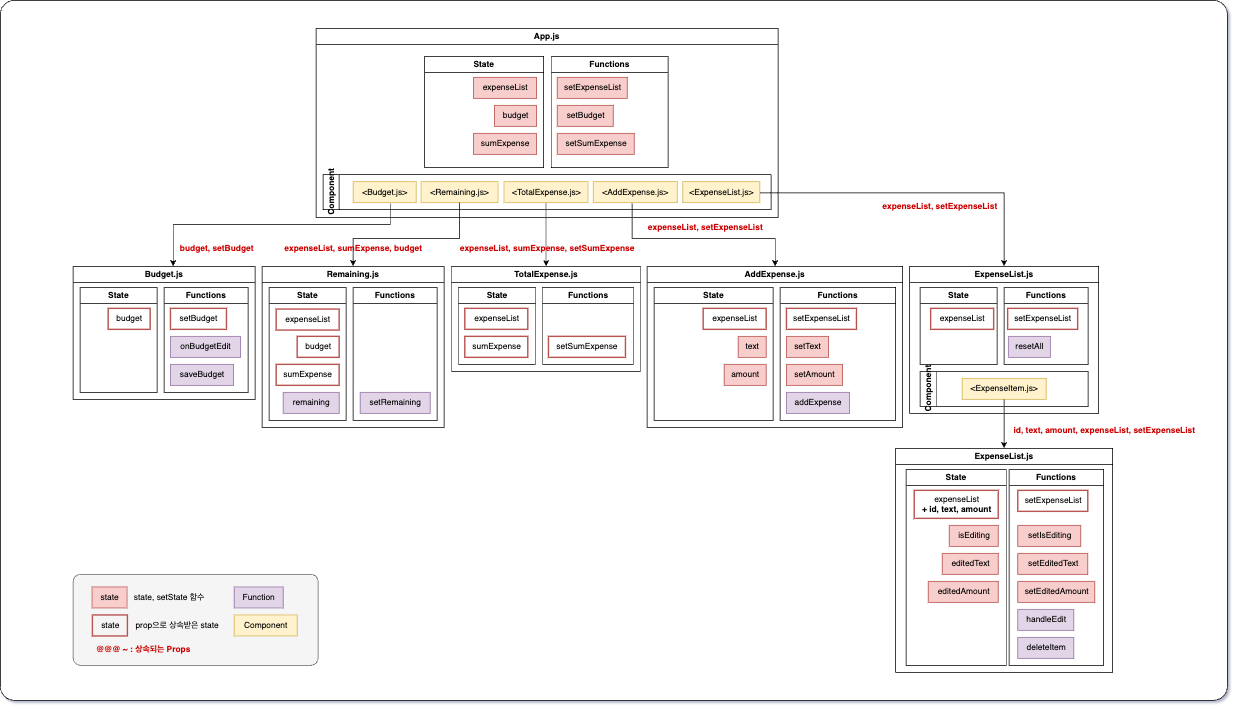 App.js
State
Functions
expenseList
setExpenseList
budget
setBudget
sumExpense
setSumExpense
Component
<Budget.js>
<Remaining.js>
<TotalExpense.js>
<AddExpense.js>
<ExpenseList.js>
budget, setBudget
expenseList, sumExpense, budget
expenseList, sumExpense, setSumExpense
expenseList, setExpenseList
expenseList, setExpenseList
Budget.js
State
Functions
budget
setBudget
onBudgetEdit
saveBudget
Remaining.js
State
Functions
expenseList
budget
sumExpense
remaining
setRemaining
TotalExpense.js
State
Functions
expenseList
sumExpense
setSumExpense
AddExpense.js
State
Functions
expenseList
setExpenseList
text
setText
amount
setAmount
addExpense
ExpenseList.js
State
Functions
expenseList
setExpenseList
resetAll
Component
<ExpenseItem.js>
id, text, amount, expenseList, setExpenseList
ExpenseList.js
State
Functions
expenseList
+ id, text, amount
setExpenseList
isEditing
setIsEditing
editedText
setEditedText
editedAmount
setEditedAmount
handleEdit
deleteItem
state
state, setState 함수
Function
state
prop으로 상속받은 state
Component
@@@ ~ : 상속되는 Props